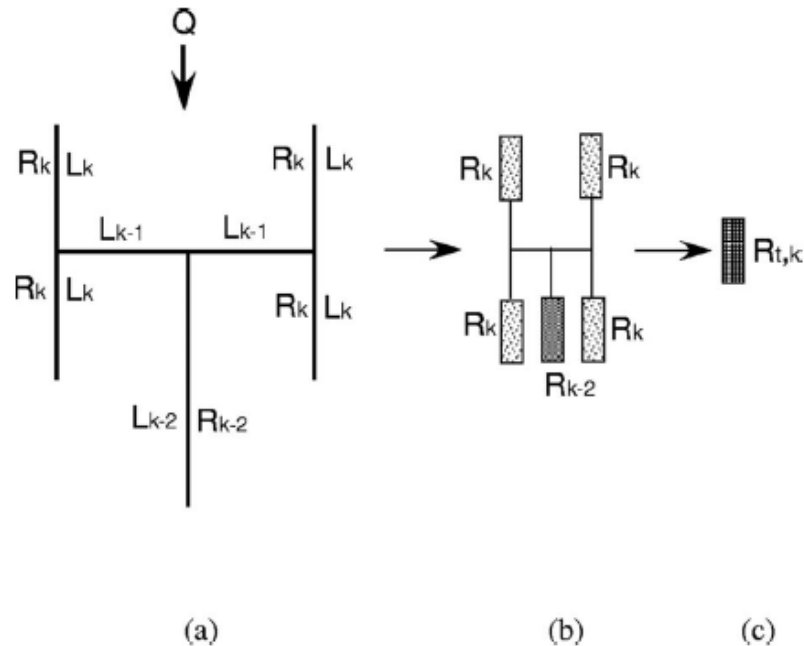 Q
Rk Lk Rk Lk
Lk-1 Lk-1
Rk Lk Rk Lk
Lk-2 Rk-2
Rk Rk
Rk Rk
Rk-2
Rt,k
(a) (b) (c)